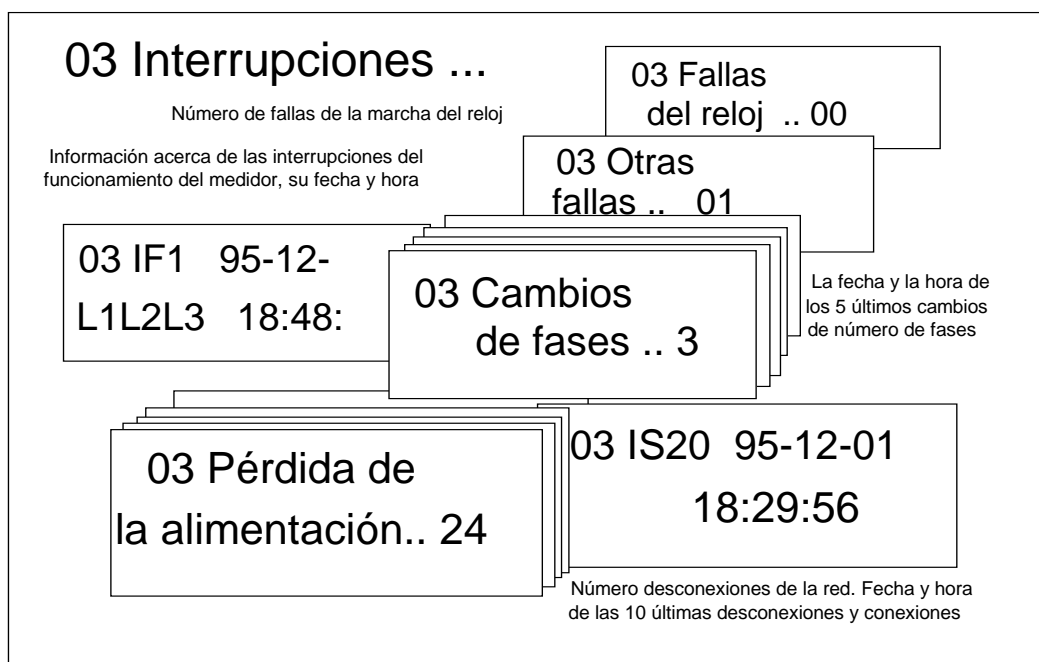 03 Interrupciones ...
Número de fallas de la marcha del reloj
03 Fallas
del reloj .. 00
Información acerca de las interrupciones del
funcionamiento del medidor, su fecha y hora
03 Otras
fallas .. 01
03 IF1 95-12-
L1L2L3 18:48:
03 Cambios
de fases .. 3
La fecha y la hora de
los 5 últimos cambios
de número de fases
03 Pérdida de
la alimentación.. 24
03 IS20 95-12-01
18:29:56
Número desconexiones de la red. Fecha y hora
de las 10 últimas desconexiones y conexiones